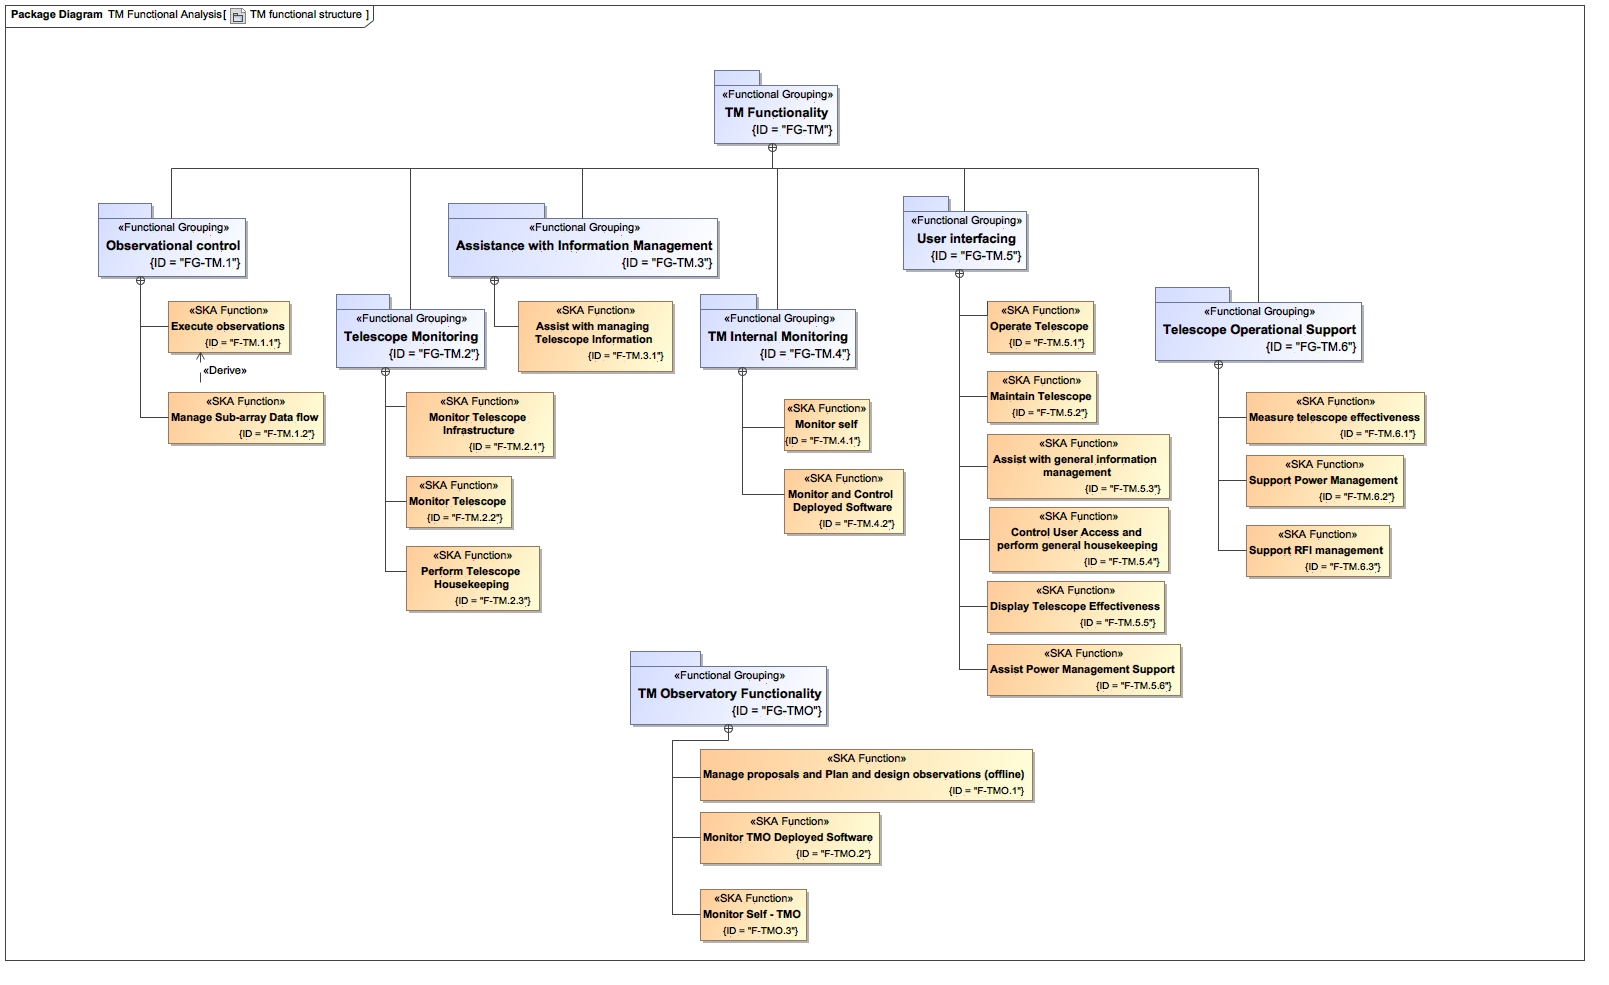 Package Diagram TM Functional Analysis[ TM functional structure ]
«Functional Grouping»
TM Functionality
{ID = "FG-TM"}
«Functional Grouping»
Observational control
{ID = "FG-TM.1"}
«SKA Function»
Execute observations
{ID = "F-TM.1.1"}
«Derive»
«SKA Function»
Manage Sub-array Data flow
{ID = "F-TM.1.2"}
«Functional Grouping»
Telescope Monitoring
{ID = "FG-TM.2"}
«SKA Function»
Monitor Telescope
Infrastructure
{ID = "F-TM.2.1"}
«SKA Function»
Monitor Telescope
{ID = "F-TM.2.2"}
«SKA Function»
Perform Telescope
Housekeeping
{ID = "F-TM.2.3"}
«Functional Grouping»
Assistance with Information Management
{ID = "FG-TM.3"}
«SKA Function»
Assist with managing
Telescope Information
{ID = "F-TM.3.1"}
«Functional Grouping»
TM Internal Monitoring
{ID = "FG-TM.4"}
«SKA Function»
Monitor self
{ID = "F-TM.4.1"}
«SKA Function»
Monitor and Control
Deployed Software
{ID = "F-TM.4.2"}
«Functional Grouping»
User interfacing
{ID = "FG-TM.5"}
«SKA Function»
Operate Telescope
{ID = "F-TM.5.1"}
«SKA Function»
Maintain Telescope
{ID = "F-TM.5.2"}
«SKA Function»
Assist with general information
management
{ID = "F-TM.5.3"}
«SKA Function»
Control User Access and
perform general housekeeping
{ID = "F-TM.5.4"}
«SKA Function»
Display Telescope Effectiveness
{ID = "F-TM.5.5"}
«SKA Function»
Assist Power Management Support
{ID = "F-TM.5.6"}
«Functional Grouping»
Telescope Operational Support
{ID = "FG-TM.6"}
«SKA Function»
Measure telescope effectiveness
{ID = "F-TM.6.1"}
«SKA Function»
Support Power Management
{ID = "F-TM.6.2"}
«SKA Function»
Support RFI management
{ID = "F-TM.6.3"}
«Functional Grouping»
TM Observatory Functionality
{ID = "FG-TMO"}
«SKA Function»
Manage proposals and Plan and design observations (offline)
{ID = "F-TMO.1"}
«SKA Function»
Monitor TMO Deployed Software
{ID = "F-TMO.2"}
«SKA Function»
Monitor Self - TMO
{ID = "F-TMO.3"}